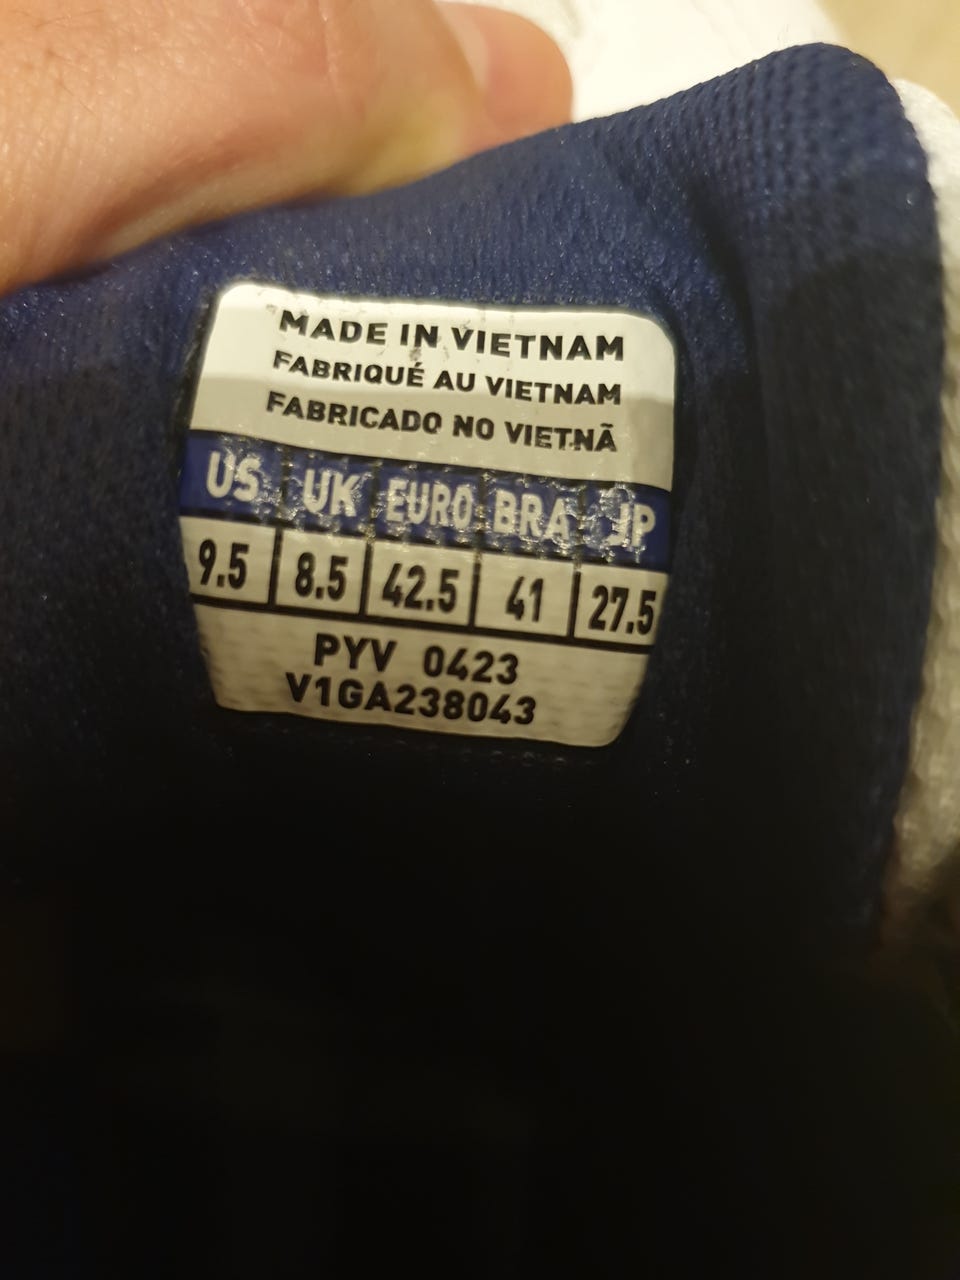 MADE IN VIETNAM
FABRIQUÉ AU VIETNAM
FABRICADO NO VIETNÃ
US UK EURO BRA JP
9.5 8.5 42.5 41 27.5
PYV 0423
V1GA238043